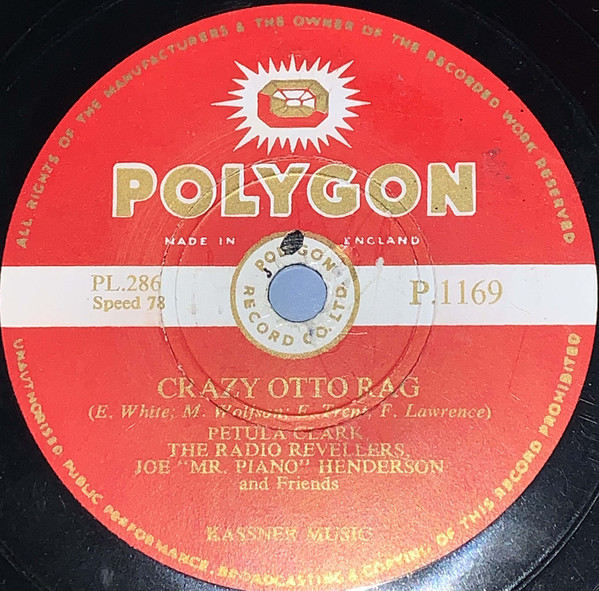 ALL RIGHTS OF THE MANUFACTURERS & THE OWNER OF THE RECORDED WORK RESERVED
POLYGON
MADE IN ENGLAND
PL.286
Speed 78
POLYGON RECORD CO. LTD.
P.1169
CRAZY OTTO RAG
(E. White; M. Wolfson; E. Trent, F. Lawrence)
PETULA CLARK
THE RADIO REVELLERS,
JOE "MR. PIANO" HENDERSON
and Friends
KASSNER MUSIC
UNAUTHORISED PUBLIC PERFORMANCE, BROADCASTING & COPYING OF THIS RECORD PROHIBITED